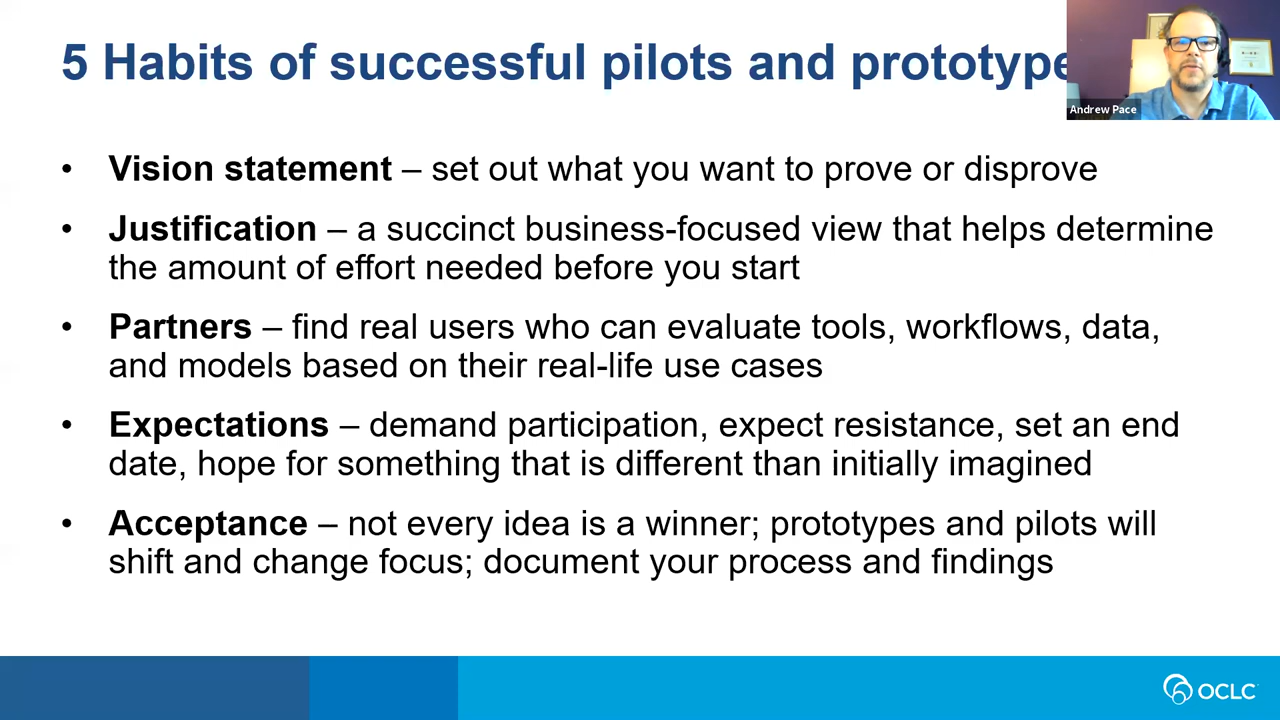 5 Habits of successful pilots and prototype
Andrew Pace
• Vision statement – set out what you want to prove or disprove
• Justification – a succinct business-focused view that helps determine
the amount of effort needed before you start
• Partners – find real users who can evaluate tools, workflows, data,
and models based on their real-life use cases
• Expectations – demand participation, expect resistance, set an end
date, hope for something that is different than initially imagined
• Acceptance – not every idea is a winner; prototypes and pilots will
shift and change focus; document your process and findings
OCLC